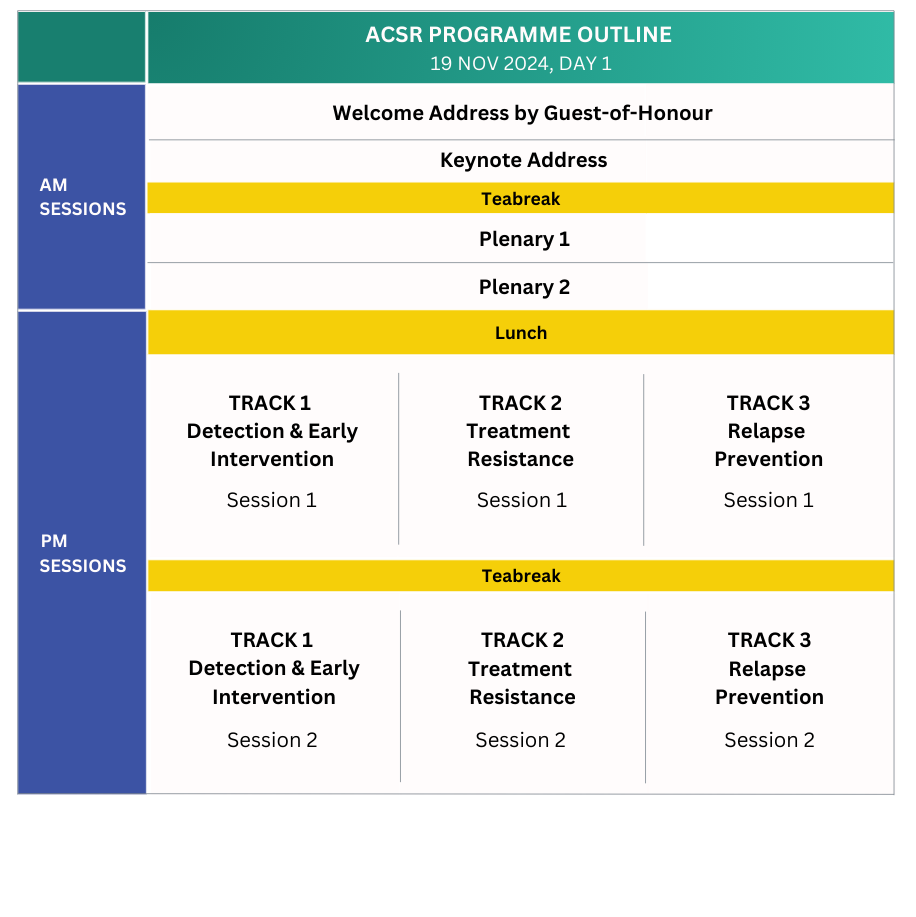 ACSR PROGRAMME OUTLINE
19 NOV 2024, DAY 1
AM
SESSIONS
Welcome Address by Guest-of-Honour
Keynote Address
Teabreak
Plenary 1
Plenary 2
PM
SESSIONS
Lunch
TRACK 1
Detection & Early
Intervention
Session 1
TRACK 2
Treatment
Resistance
Session 1
TRACK 3
Relapse
Prevention
Session 1
Teabreak
TRACK 1
Detection & Early
Intervention
Session 2
TRACK 2
Treatment
Resistance
Session 2
TRACK 3
Relapse
Prevention
Session 2